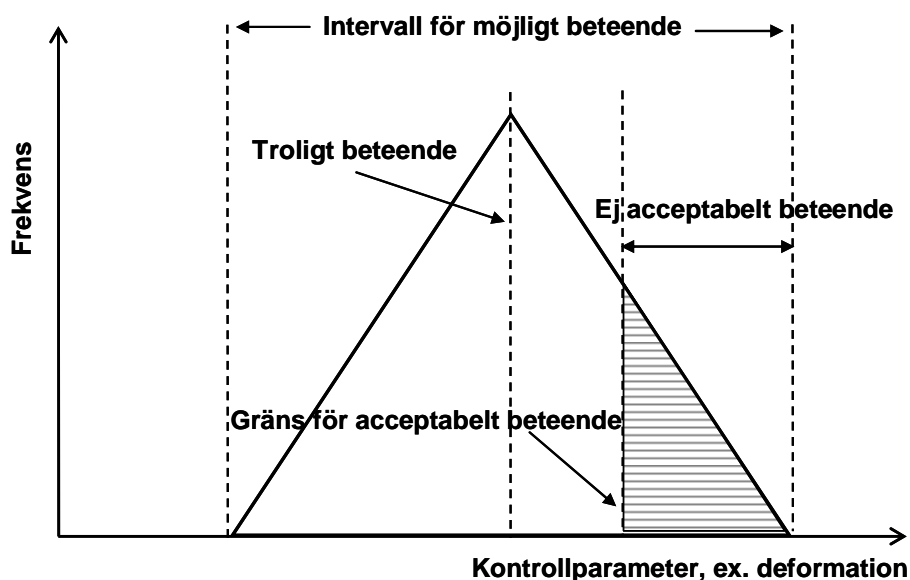 Intervall för möjligt beteende
Troligt beteende
Ej acceptabelt beteende
Frekvens
Gräns för acceptabelt beteende
Kontrollparameter, ex. deformation